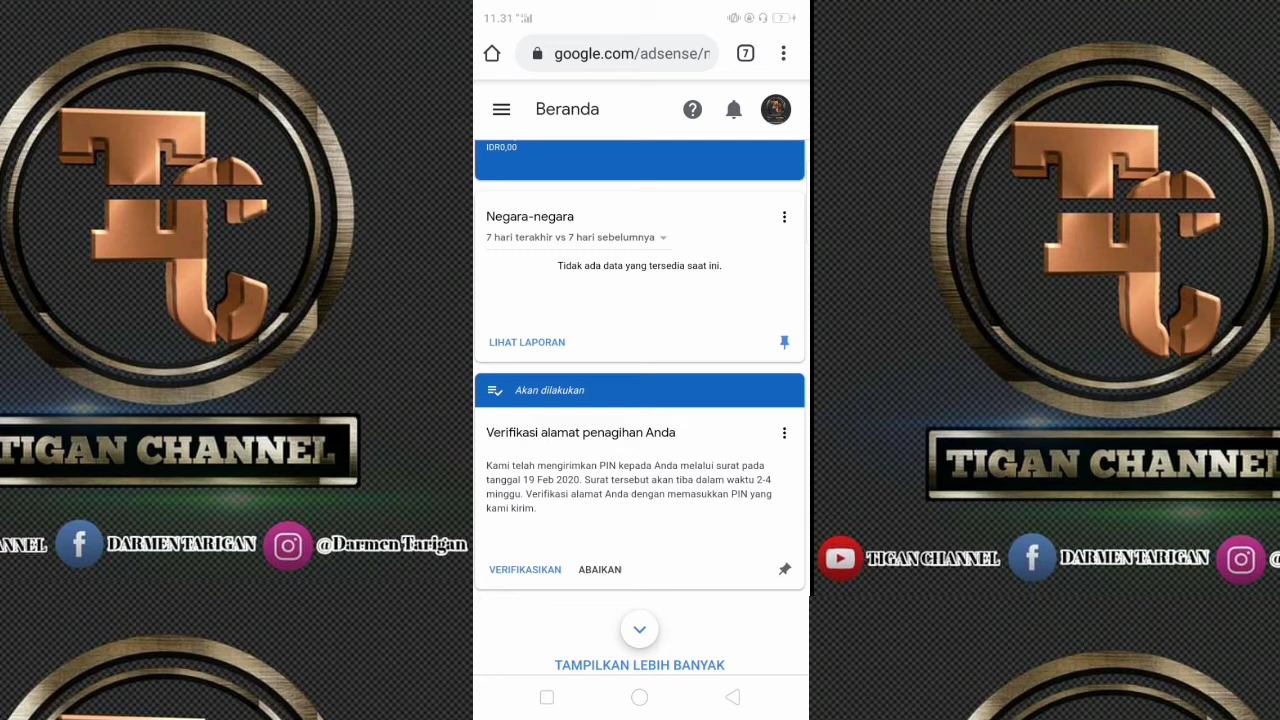 11.31
7
google.com/adsense/r
7
Beranda
IDR0,00
Negara-negara
7 hari terakhir vs 7 hari sebelumnya
Tidak ada data yang tersedia saat ini.
LIHAT LAPORAN
Akan dilakukan
Verifikasi alamat penagihan Anda
Kami telah mengirimkan PIN kepada Anda melalui surat pada
tanggal 19 Feb 2020. Surat tersebut akan tiba dalam waktu 2-4
minggu. Verifikasi alamat Anda dengan memasukkan PIN yang
kami kirim.
VERIFIKASIKAN ABAIKAN
TAMPILKAN LEBIH BANYAK
TIGAN CHANNEL
NNEL DARMEN TARIGAN @Darmen Tarigan
TIGAN CHANNEL
TIGAN CHANNEL DARMEN TARIGAN @